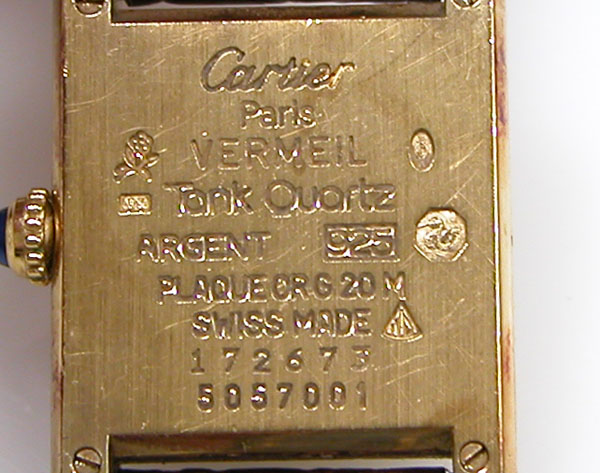 Cartier
Paris
VERMEIL
Tank Quartz
ARGENT 925
PLAQUE OR G 20 M
SWISS MADE
172673
5057001